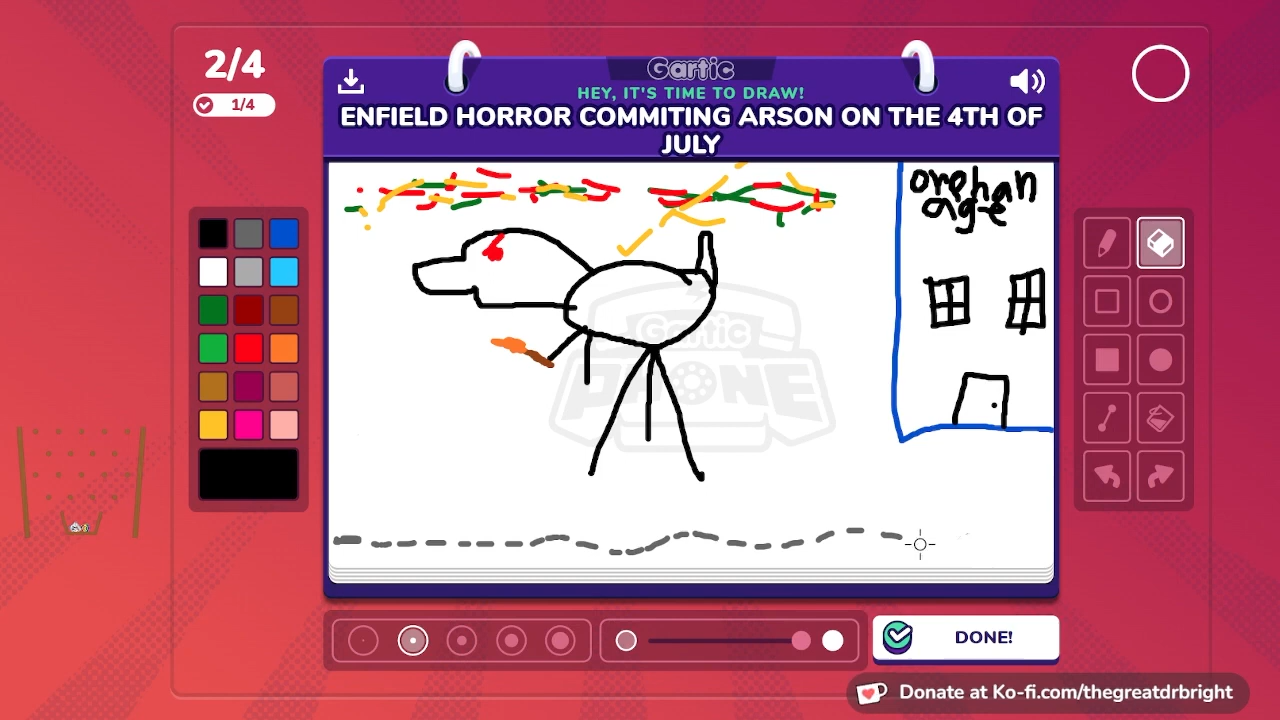 2/4
1/4
Gartic
HEY, IT'S TIME TO DRAW!
ENFIELD HORROR COMMITING ARSON ON THE 4TH OF
JULY
orphan
age
Gartic
PHONE
DONE!
Donate at Ko-fi.com/thegreatdrbright